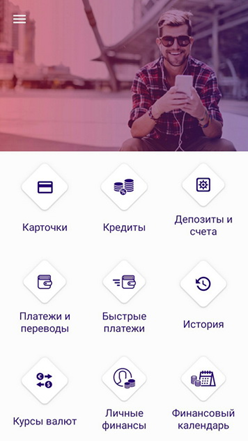 Карточки
Кредиты
Депозиты и
счета
Платежи и
переводы
Быстрые
платежи
История
Курсы валют
Личные
финансы
Финансовый
календарь